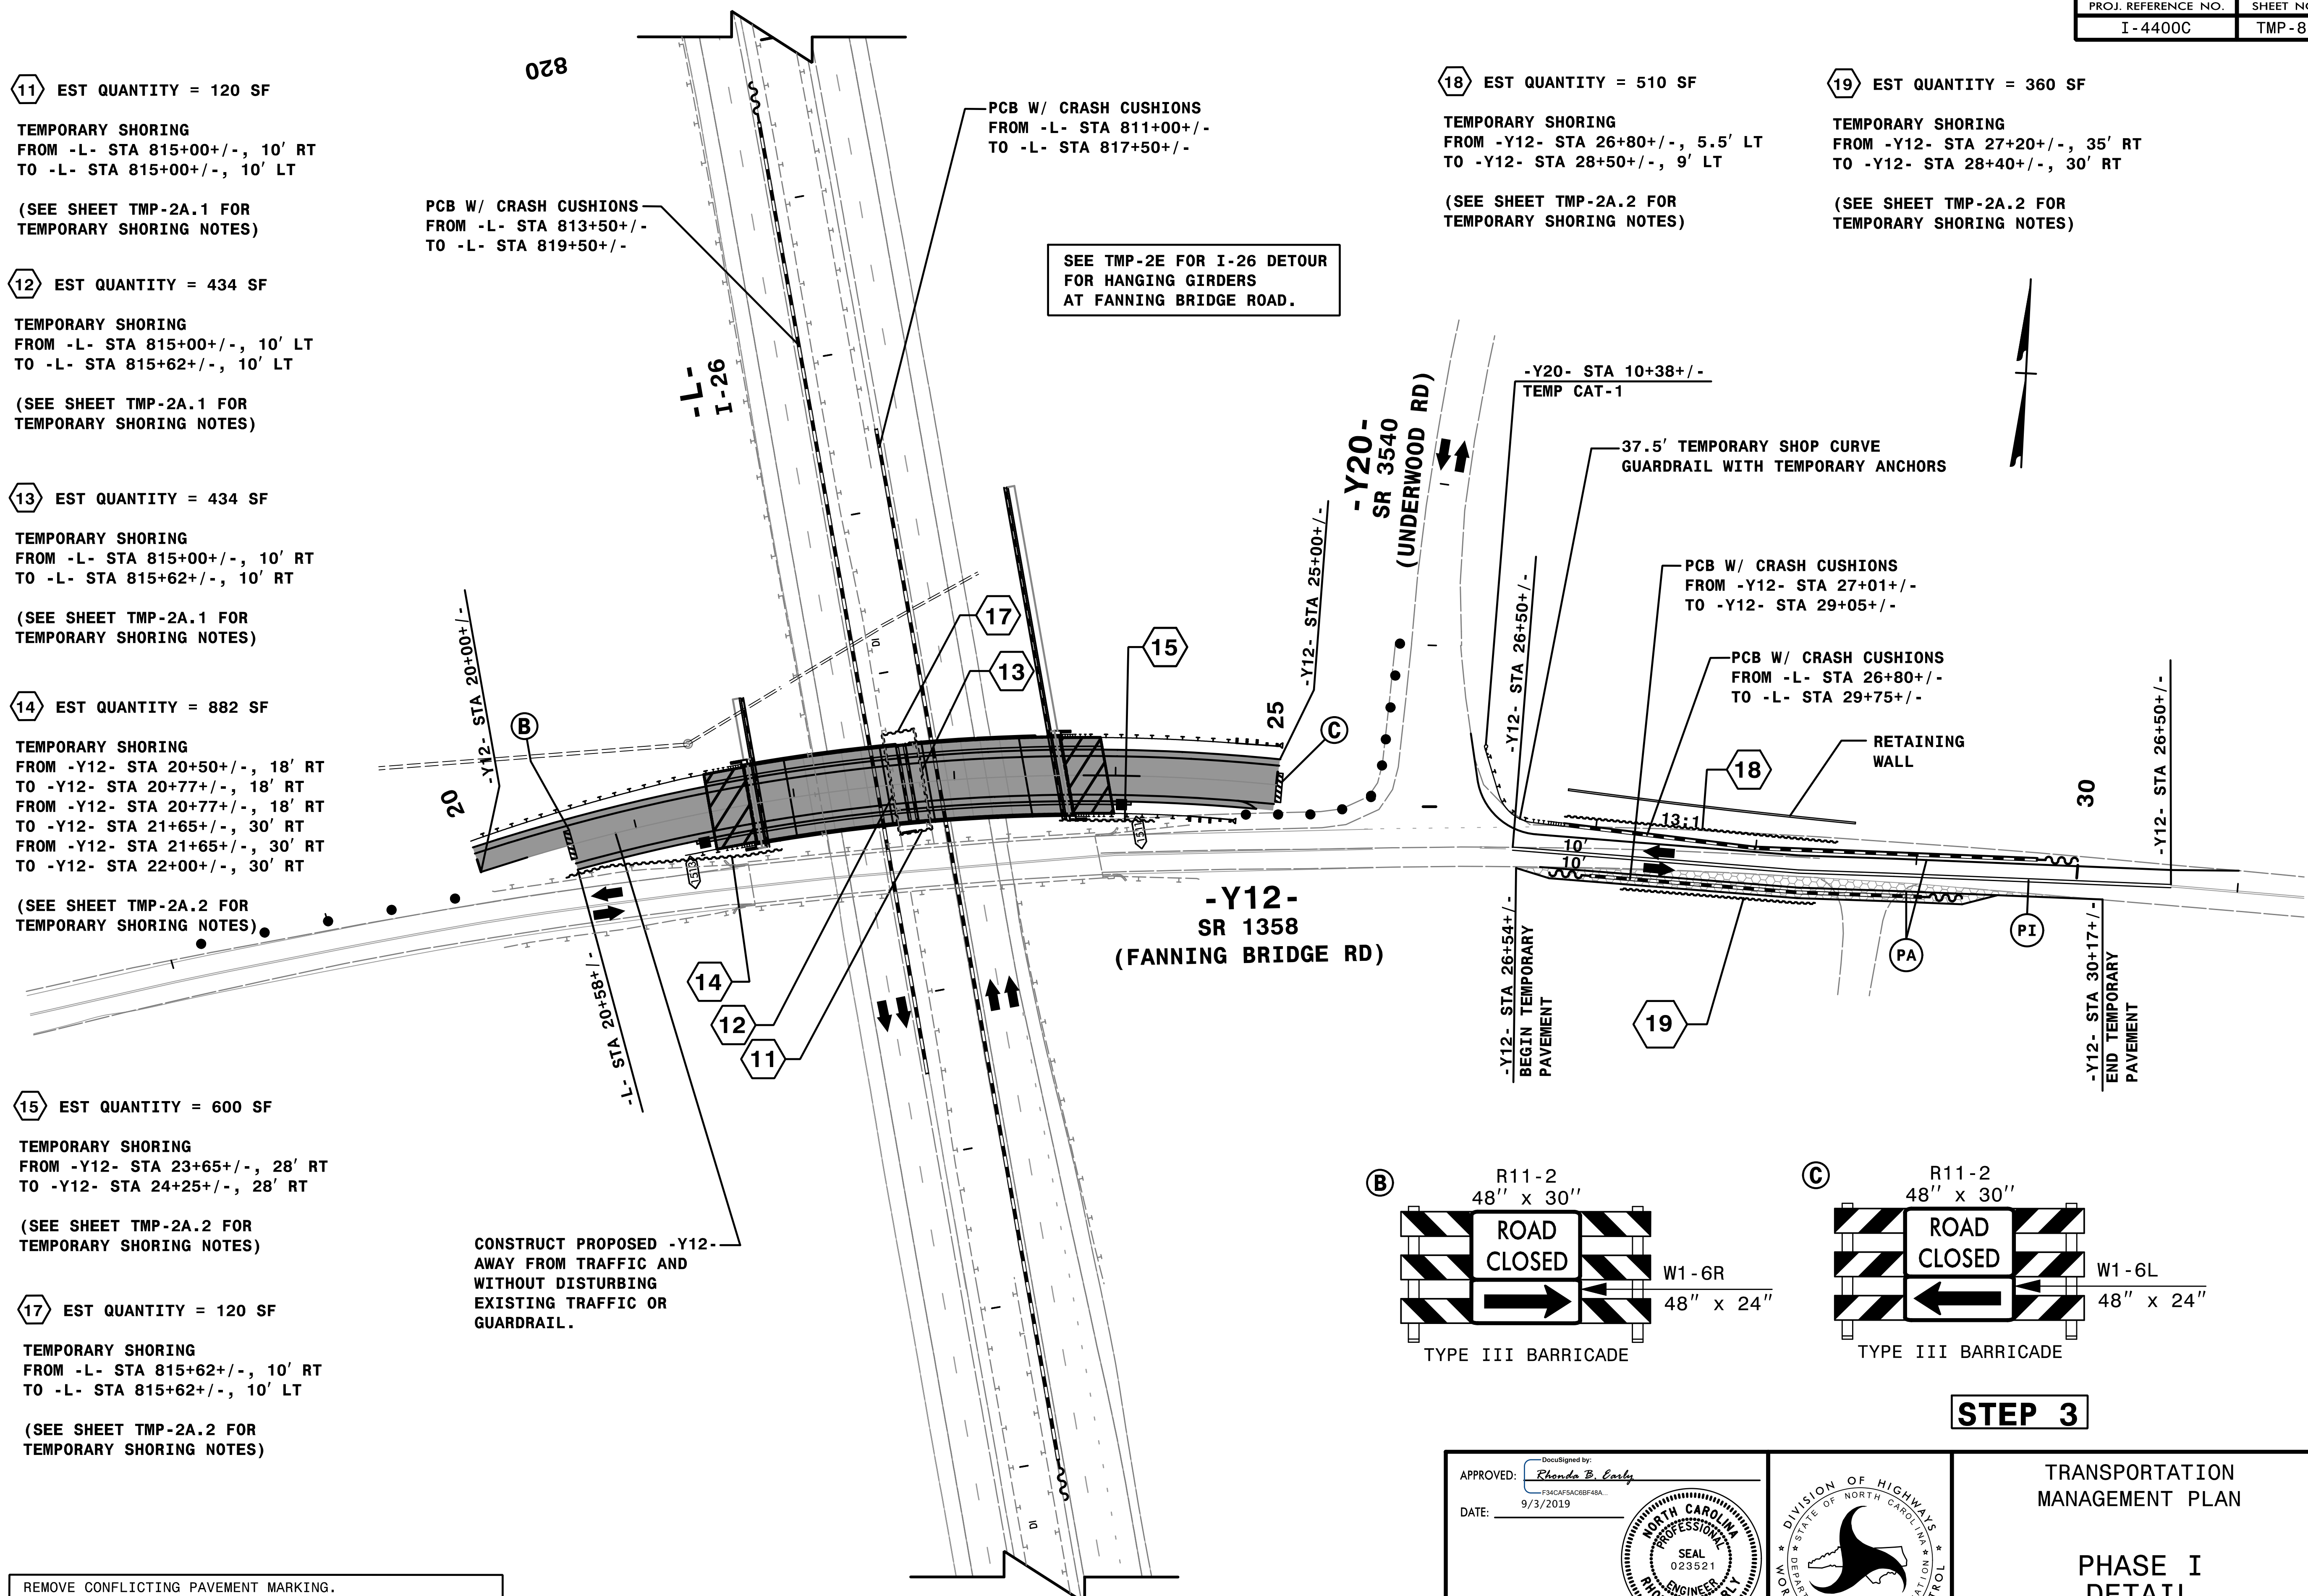 PROJ. REFERENCE NO.
I-4400C
TMP-8
11 EST QUANTITY = 120 SF
TEMPORARY SHORING
FROM -L- STA 815+00+/-, 10' RT
TO -L- STA 815+00+/-, 10' LT
(SEE SHEET TMP-2A.1 FOR
TEMPORARY SHORING NOTES)
12 EST QUANTITY = 434 SF
TEMPORARY SHORING
FROM -L- STA 815+00+/-, 10' LT
TO -L- STA 815+62+/-, 10' LT
(SEE SHEET TMP-2A.1 FOR
TEMPORARY SHORING NOTES)
13 EST QUANTITY = 434 SF
TEMPORARY SHORING
FROM -L- STA 815+00+/-, 10' RT
TO -L- STA 815+62+/-, 10' RT
(SEE SHEET TMP-2A.1 FOR
TEMPORARY SHORING NOTES)
14 EST QUANTITY = 882 SF
TEMPORARY SHORING
FROM -Y12- STA 20+50+/-, 18' RT
TO -Y12- STA 20+77+/-, 18' RT
FROM -Y12- STA 20+77+/-, 18' RT
TO -Y12- STA 21+65+/-, 30' RT
FROM -Y12- STA 21+65+/-, 30' RT
TO -Y12- STA 22+00+/-, 30' RT
(SEE SHEET TMP-2A.2 FOR
TEMPORARY SHORING NOTES)
15 EST QUANTITY = 600 SF
TEMPORARY SHORING
FROM -Y12- STA 23+65+/-, 28' RT
TO -Y12- STA 24+25+/-, 28' RT
(SEE SHEET TMP-2A.2 FOR
TEMPORARY SHORING NOTES)
17 EST QUANTITY = 120 SF
TEMPORARY SHORING
FROM -L- STA 815+62+/-, 10' RT
TO -L- STA 815+62+/-, 10' LT
(SEE SHEET TMP-2A.2 FOR
TEMPORARY SHORING NOTES)
18 EST QUANTITY = 510 SF
TEMPORARY SHORING
FROM -Y12- STA 26+80+/-, 5.5' LT
TO -Y12- STA 28+50+/-, 9' LT
(SEE SHEET TMP-2A.2 FOR
TEMPORARY SHORING NOTES)
19 EST QUANTITY = 360 SF
TEMPORARY SHORING
FROM -Y12- STA 27+20+/-, 35' RT
TO -Y12- STA 28+40+/-, 30' RT
(SEE SHEET TMP-2A.2 FOR
TEMPORARY SHORING NOTES)
820
PCB W/ CRASH CUSHIONS
FROM -L- STA 811+00+/-
TO -L- STA 817+50+/-
PCB W/ CRASH CUSHIONS
FROM -L- STA 813+50+/-
TO -L- STA 819+50+/-
SEE TMP-2E FOR I-26 DETOUR
FOR HANGING GIRDERS
AT FANNING BRIDGE ROAD.
-L-
I-26
-Y20-
SR 3540
(UNDERWOOD RD)
-Y20- STA 10+38+/-
TEMP CAT-1
37.5' TEMPORARY SHOP CURVE
GUARDRAIL WITH TEMPORARY ANCHORS
PCB W/ CRASH CUSHIONS
FROM -Y12- STA 27+01+/-
TO -Y12- STA 29+05+/-
PCB W/ CRASH CUSHIONS
FROM -L- STA 26+80+/-
TO -L- STA 29+75+/-
RETAINING
WALL
-Y12- STA 20+00+/-
-Y12- STA 25+00+/-
-Y12- STA 26+50+/-
-Y12- STA 26+50+/-
17
13
15
B
C
18
20
25
30
13:1
10'
10'
DI
1513
1511
-Y12-
SR 1358
(FANNING BRIDGE RD)
14
12
11
19
PA
PI
-L- STA 20+58+/-
-Y12- STA 26+54+/-
BEGIN TEMPORARY
PAVEMENT
-Y12- STA 30+17+/-
END TEMPORARY
PAVEMENT
CONSTRUCT PROPOSED -Y12-
AWAY FROM TRAFFIC AND
WITHOUT DISTURBING
EXISTING TRAFFIC OR
GUARDRAIL.
DI
B
R11-2
48" x 30"
ROAD
CLOSED
W1-6R
48" x 24"
TYPE III BARRICADE
C
R11-2
48" x 30"
ROAD
CLOSED
W1-6L
48" x 24"
TYPE III BARRICADE
STEP 3
APPROVED:
DocuSigned by:
Rhonda B. Early
F34CAF5AC6BF48A...
DATE: 9/3/2019
NORTH CAROLINA
PROFESSIONAL
SEAL
023521
ENGINEER
DIVISION OF HIGHWAYS
STATE OF NORTH CAROLINA
TRANSPORTATION
MANAGEMENT PLAN
PHASE I
DETAIL
REMOVE CONFLICTING PAVEMENT MARKING.